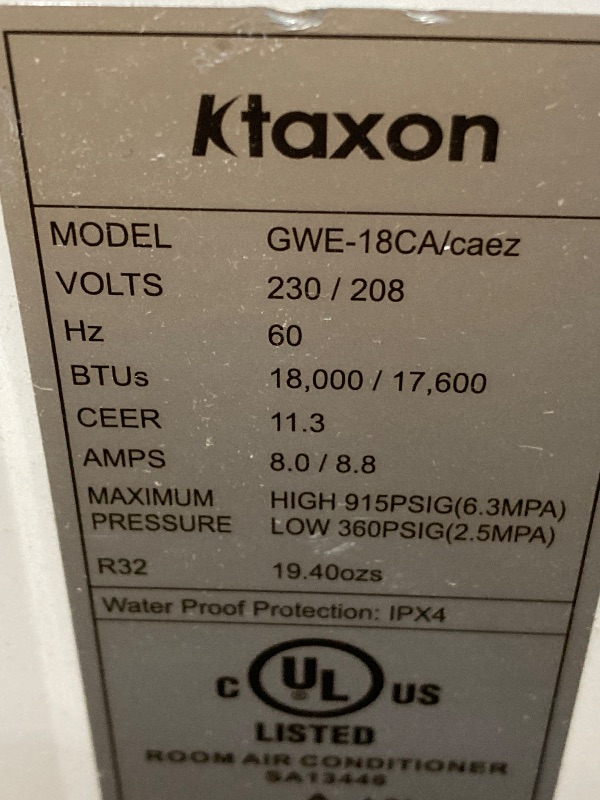 Ktaxon
MODEL GWE-18CA/caez
VOLTS 230 / 208
Hz 60
BTUs 18,000 / 17,600
CEER 11.3
AMPS 8.0 / 8.8
MAXIMUM HIGH 915PSIG(6.3MPA)
PRESSURE LOW 360PSIG(2.5MPA)
R32 19.40ozs
Water Proof Protection: IPX4
C UL ® US
LISTED
ROOM AIR CONDITIONER
SA13446